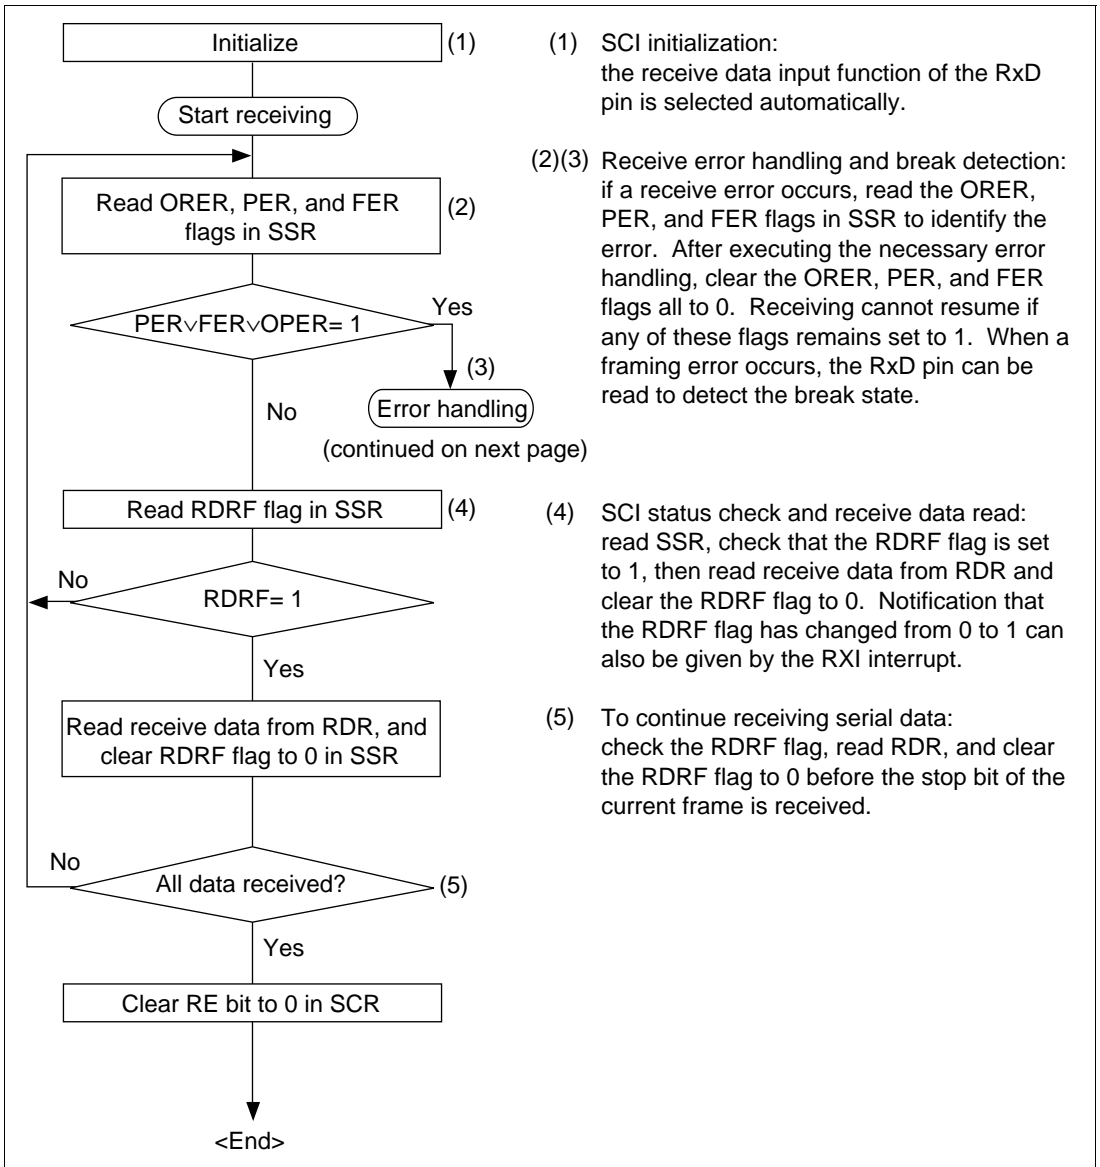 Initialize
(1)
Start receiving
Read ORER, PER, and FER
flags in SSR
(2)
PER∨FER∨OPER= 1
Yes
(3)
Error handling
(continued on next page)
No
Read RDRF flag in SSR
(4)
No
RDRF= 1
Yes
Read receive data from RDR, and
clear RDRF flag to 0 in SSR
No
All data received?
(5)
Yes
Clear RE bit to 0 in SCR
<End>
(1) SCI initialization:
the receive data input function of the RxD
pin is selected automatically.
(2)(3) Receive error handling and break detection:
if a receive error occurs, read the ORER,
PER, and FER flags in SSR to identify the
error. After executing the necessary error
handling, clear the ORER, PER, and FER
flags all to 0. Receiving cannot resume if
any of these flags remains set to 1. When a
framing error occurs, the RxD pin can be
read to detect the break state.
(4) SCI status check and receive data read:
read SSR, check that the RDRF flag is set
to 1, then read receive data from RDR and
clear the RDRF flag to 0. Notification that
the RDRF flag has changed from 0 to 1 can
also be given by the RXI interrupt.
(5) To continue receiving serial data:
check the RDRF flag, read RDR, and clear
the RDRF flag to 0 before the stop bit of the
current frame is received.